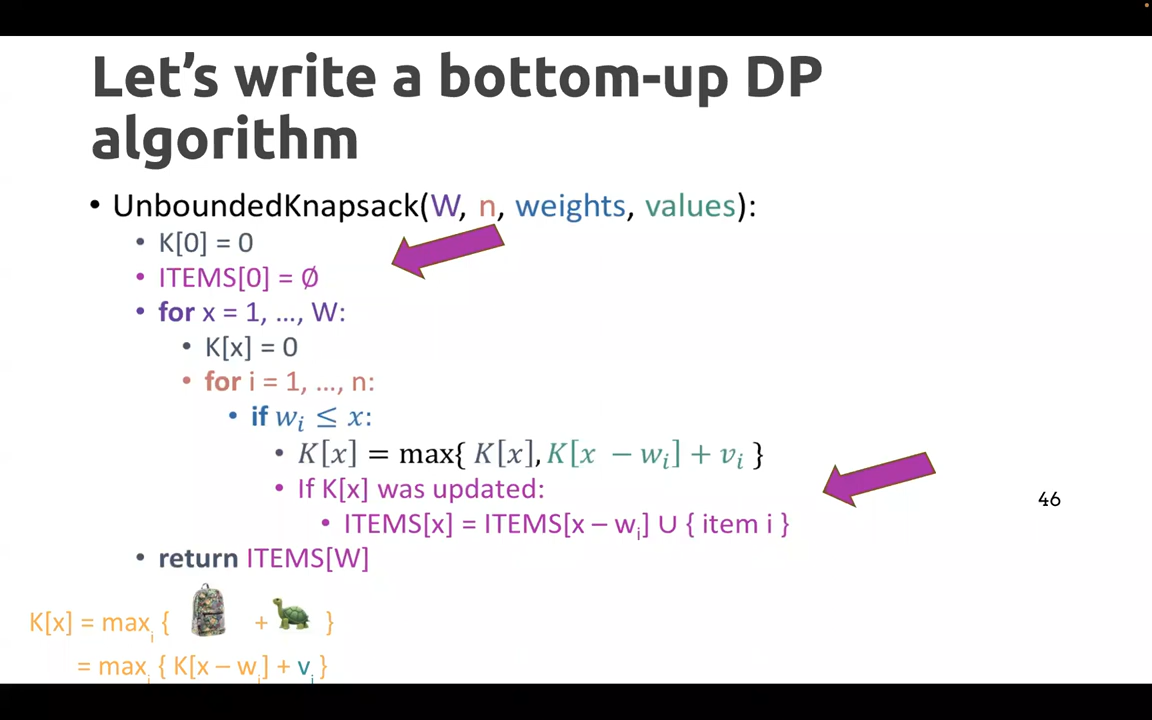 Let's write a bottom-up DP
algorithm
• UnboundedKnapsack(W, n, weights, values):
• K[0] = 0
• ITEMS[0] = ∅
• for x = 1, …, W:
• K[x] = 0
• for i = 1, …, n:
• if wᵢ ≤ x:
• K[x] = max{ K[x], K[x − wᵢ] + vᵢ }
• If K[x] was updated:
• ITEMS[x] = ITEMS[x – wᵢ] ∪ { item i }
• return ITEMS[W]
46
K[x] = maxᵢ { + }
= maxᵢ { K[x – wᵢ] + vᵢ }